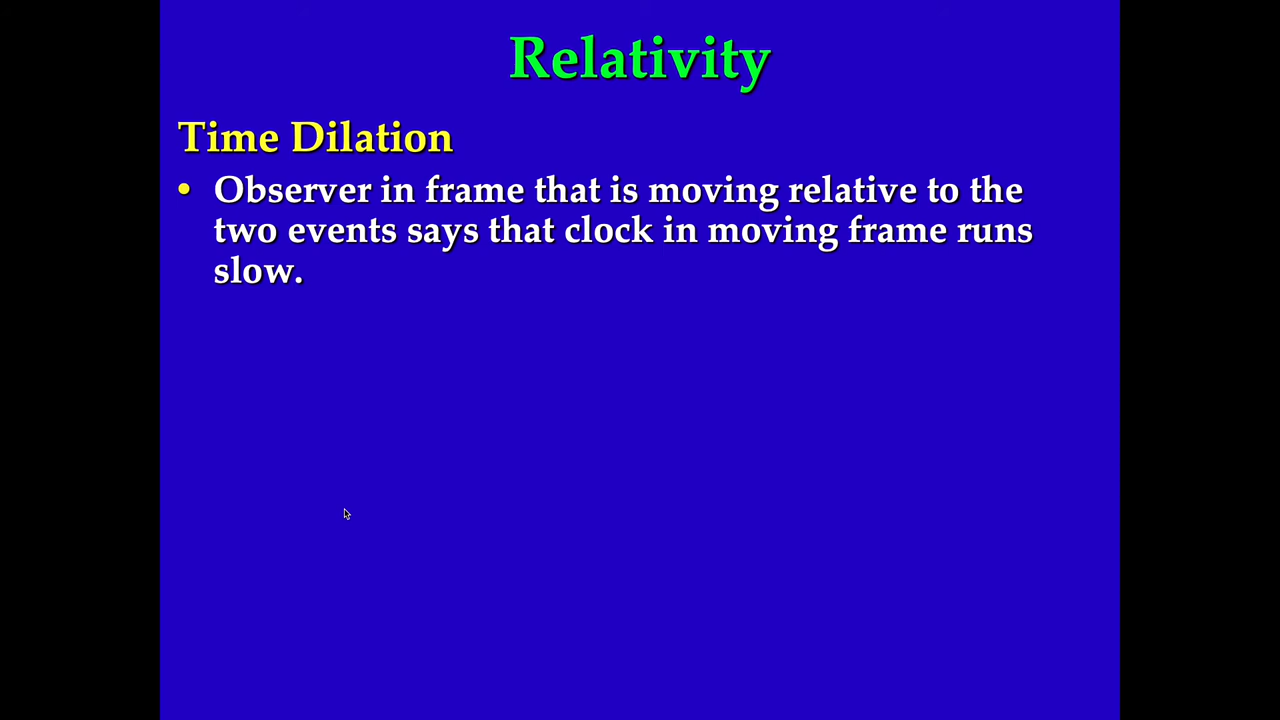 Relativity
Time Dilation
• Observer in frame that is moving relative to the
two events says that clock in moving frame runs
slow.